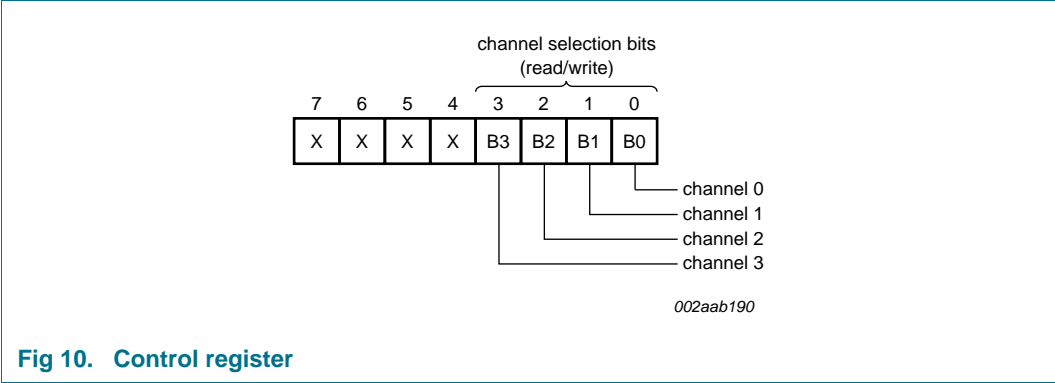 channel selection bits
(read/write)
7 6 5 4 3 2 1 0
X X X X B3 B2 B1 B0
channel 0
channel 1
channel 2
channel 3
002aab190
Fig 10. Control register